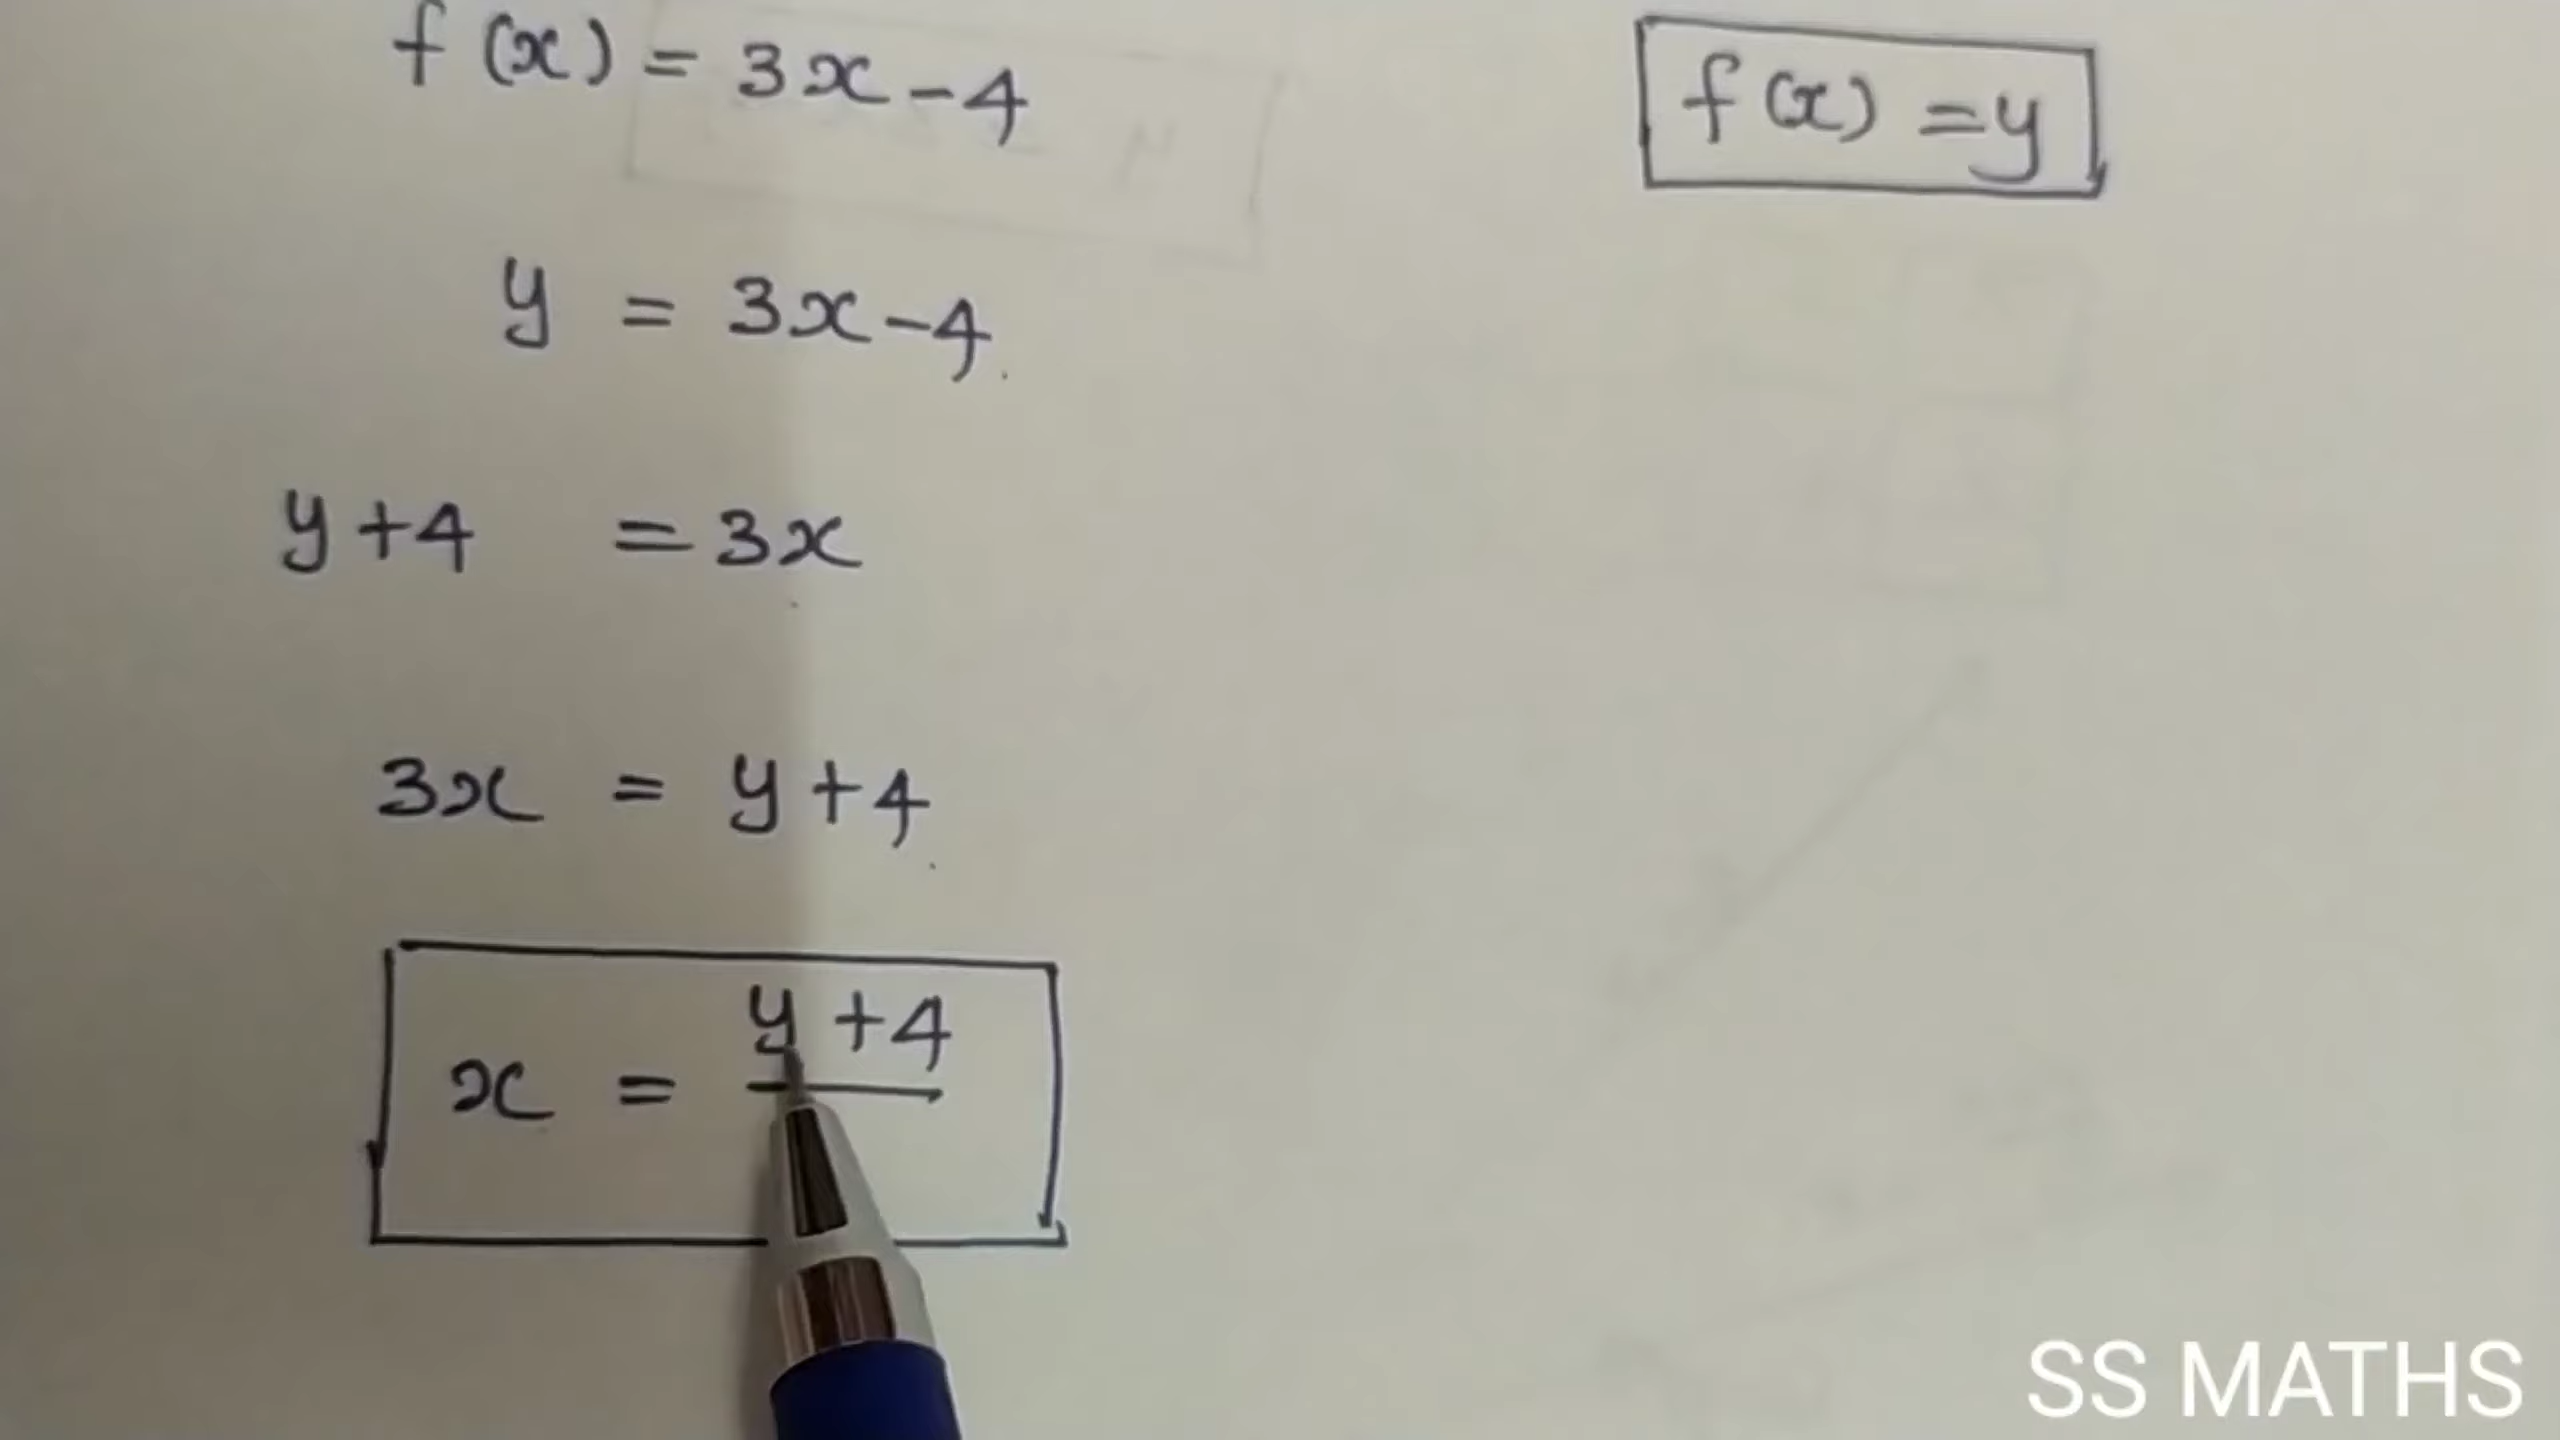 f(x) = 3x-4
f(x) = y
y = 3x-4
y+4 = 3x
3x = y+4
x = y+4
SS MATHS